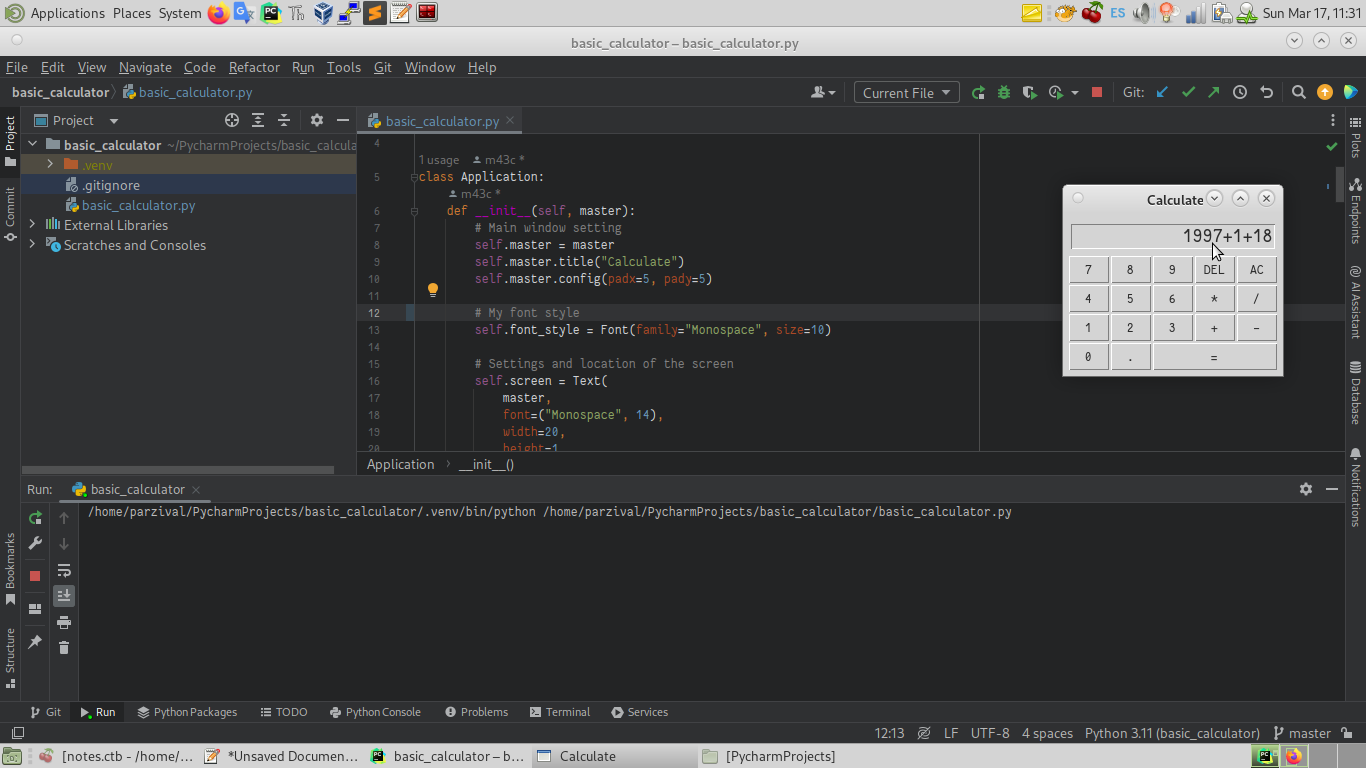 Applications Places System
ES
Sun Mar 17, 11:31
basic_calculator – basic_calculator.py
File Edit View Navigate Code Refactor Run Tools Git Window Help
basic_calculator
basic_calculator.py
Current File
Git:
Project
basic_calculator.py
Project
Commit
basic_calculator ~/PycharmProjects/basic_calcula
.venv
.gitignore
basic_calculator.py
External Libraries
Scratches and Consoles
4
1 usage m43c *
5 class Application:
m43c *
6 def __init__(self, master):
7 # Main window setting
8 self.master = master
9 self.master.title("Calculate")
10 self.master.config(padx=5, pady=5)
11
12 # My font style
13 self.font_style = Font(family="Monospace", size=10)
14
15 # Settings and location of the screen
16 self.screen = Text(
17 master,
18 font=("Monospace", 14),
19 width=20,
20 height=1
Application
__init__()
Calculate
1997+1+18
7 8 9 DEL AC
4 5 6 * /
1 2 3 + -
0 . =
Plots
Endpoints
AI Assistant
Database
Notifications
Run: basic_calculator
/home/parzival/PycharmProjects/basic_calculator/.venv/bin/python /home/parzival/PycharmProjects/basic_calculator/basic_calculator.py
Bookmarks
Structure
Git Run Python Packages TODO Python Console Problems Terminal Services
12:13 LF UTF-8 4 spaces Python 3.11 (basic_calculator) master
[notes.ctb - /home/... *Unsaved Documen... basic_calculator – b... Calculate [PycharmProjects]